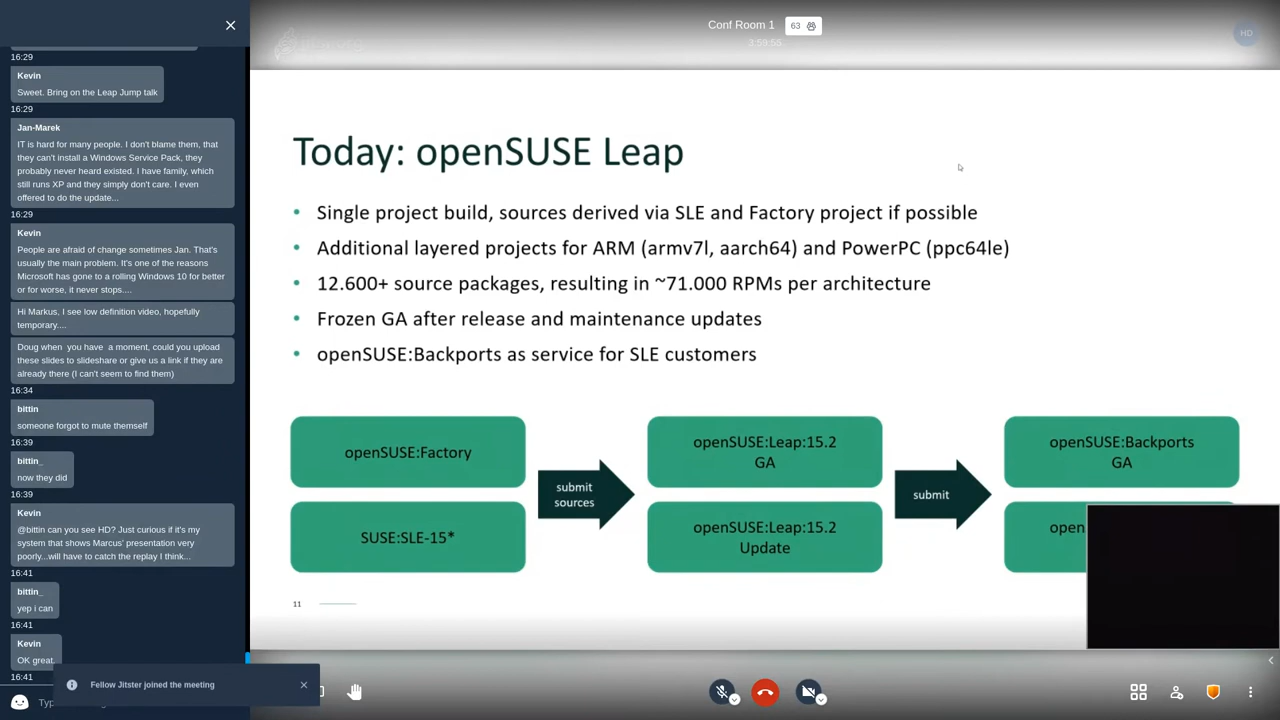 16:29
Kevin
Sweet. Bring on the Leap Jump talk
16:29
Jan-Marek
IT is hard for many people. I don't blame them, that
they can't install a Windows Service Pack, they
probably never heard existed. I have family, which
still runs XP and they simply don't care. I even
offered to do the update...
16:29
Kevin
People are afraid of change sometimes Jan. That's
usually the main problem. It's one of the reasons
Microsoft has gone to a rolling Windows 10 for better
or for worse, it never stops....
Hi Markus, I see low definition video, hopefully
temporary....
Doug when you have a moment, could you upload
these slides to slideshare or give us a link if they are
already there (I can't seem to find them)
16:34
bittin
someone forgot to mute themself
16:39
bittin_
now they did
16:39
Kevin
@bittin can you see HD? Just curious if it's my
system that shows Marcus' presentation very
poorly...will have to catch the replay I think...
16:41
bittin_
yep i can
16:41
Kevin
OK great.
16:41
Fellow Jitster joined the meeting
Conf Room 1
63
3:59:55
HD
Today: openSUSE Leap
• Single project build, sources derived via SLE and Factory project if possible
• Additional layered projects for ARM (armv7l, aarch64) and PowerPC (ppc64le)
• 12.600+ source packages, resulting in ~71.000 RPMs per architecture
• Frozen GA after release and maintenance updates
• openSUSE:Backports as service for SLE customers
openSUSE:Factory
SUSE:SLE-15*
submit
sources
openSUSE:Leap:15.2
GA
openSUSE:Leap:15.2
Update
submit
openSUSE:Backports
GA
open
11